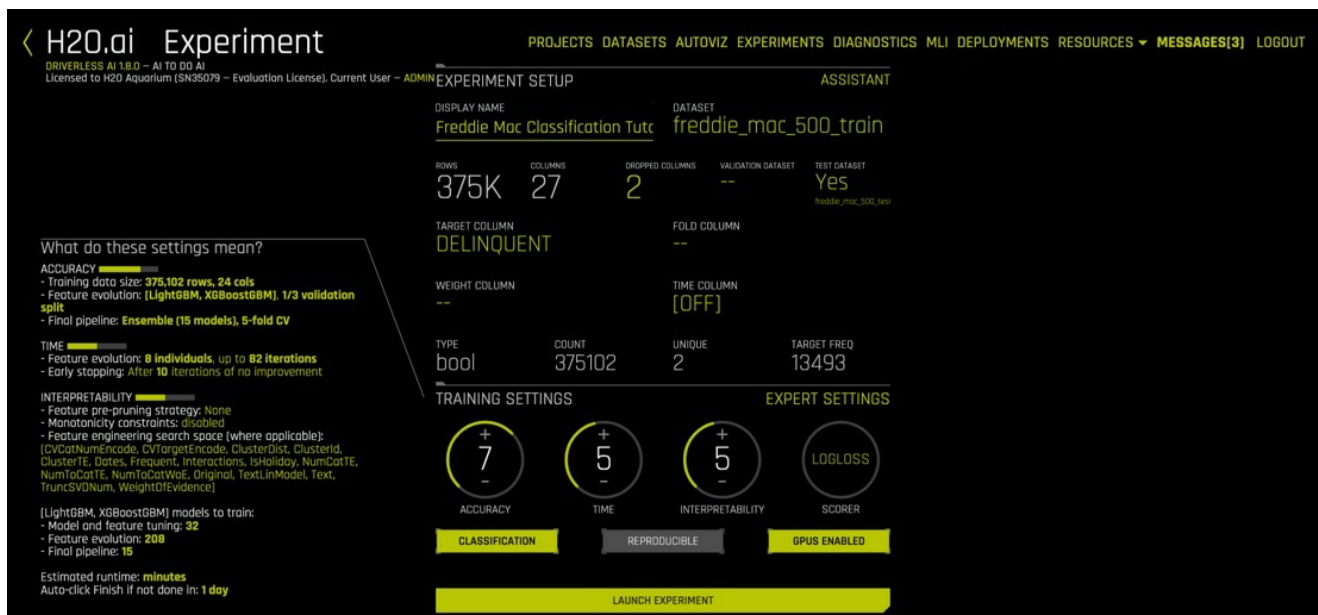 H2O.ai Experiment
PROJECTS DATASETS AUTOVIZ EXPERIMENTS DIAGNOSTICS MLI DEPLOYMENTS RESOURCES MESSAGES[3] LOGOUT
DRIVERLESS AI 1.8.0 – AI TO DO AI
Licensed to H2O Aquarium (SN35079 – Evaluation License). Current User – ADMIN
EXPERIMENT SETUP
ASSISTANT
DISPLAY NAME
Freddie Mac Classification Tutc
DATASET
freddie_mac_500_train
ROWS
375K
COLUMNS
27
DROPPED COLUMNS
2
VALIDATION DATASET
--
TEST DATASET
Yes
freddie_mac_500_test
TARGET COLUMN
DELINQUENT
FOLD COLUMN
--
WEIGHT COLUMN
--
TIME COLUMN
[OFF]
TYPE
bool
COUNT
375102
UNIQUE
2
TARGET FREQ
13493
What do these settings mean?
ACCURACY
- Training data size: 375,102 rows, 24 cols
- Feature evolution: [LightGBM, XGBoostGBM], 1/3 validation
split
- Final pipeline: Ensemble (15 models), 5-fold CV
TIME
- Feature evolution: 8 individuals, up to 82 iterations
- Early stopping: After 10 iterations of no improvement
INTERPRETABILITY
- Feature pre-pruning strategy: None
- Monotonicity constraints: disabled
- Feature engineering search space (where applicable):
[CVCatNumEncode, CVTargetEncode, ClusterDist, ClusterId,
ClusterTE, Dates, Frequent, Interactions, IsHoliday, NumCatTE,
NumToCatTE, NumToCatWoE, Original, TextLinModel, Text,
TruncSVDNum, WeightOfEvidence]
[LightGBM, XGBoostGBM] models to train:
- Model and feature tuning: 32
- Feature evolution: 208
- Final pipeline: 15
Estimated runtime: minutes
Auto-click Finish if not done in: 1 day
TRAINING SETTINGS
EXPERT SETTINGS
+
7
-
ACCURACY
+
5
-
TIME
+
5
-
INTERPRETABILITY
LOGLOSS
SCORER
CLASSIFICATION
REPRODUCIBLE
GPUS ENABLED
LAUNCH EXPERIMENT